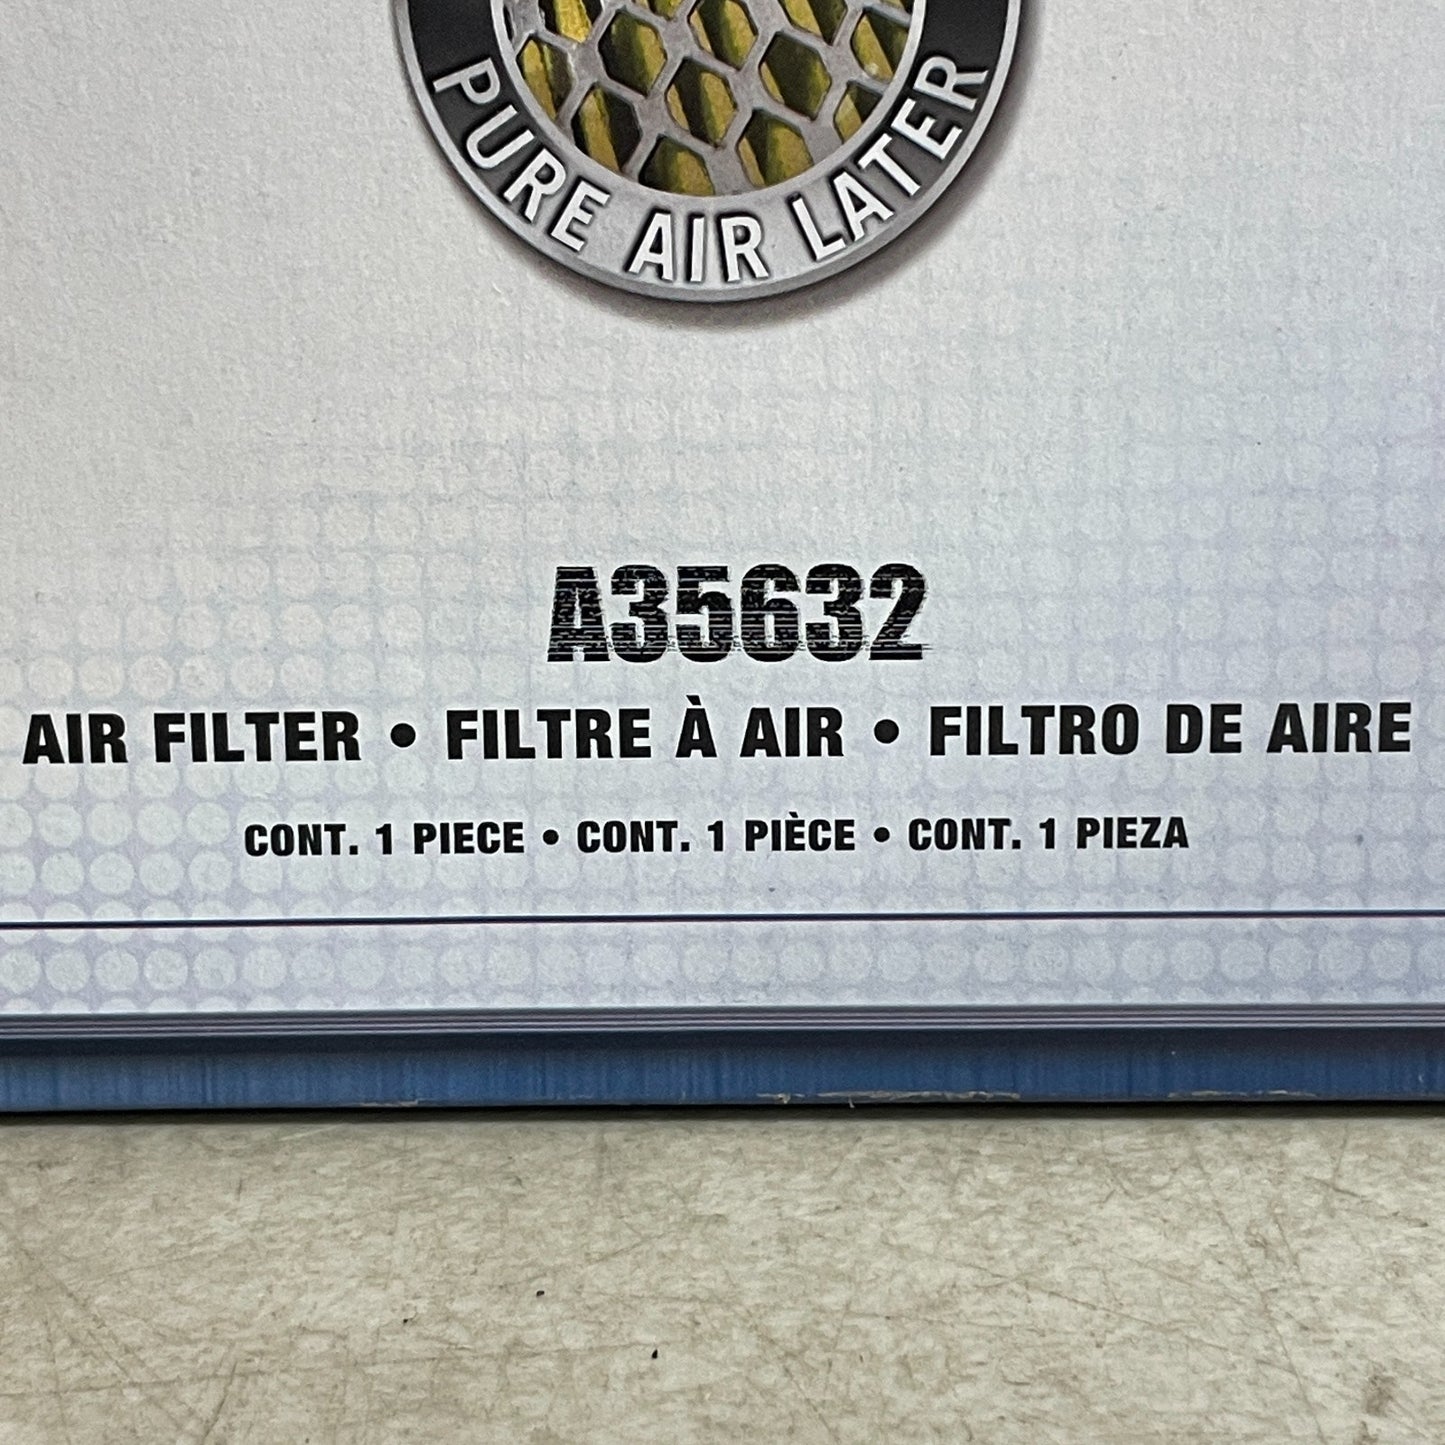 PURE AIR LATER
A35632
AIR FILTER • FILTRE À AIR • FILTRO DE AIRE
CONT. 1 PIECE • CONT. 1 PIÈCE • CONT. 1 PIEZA